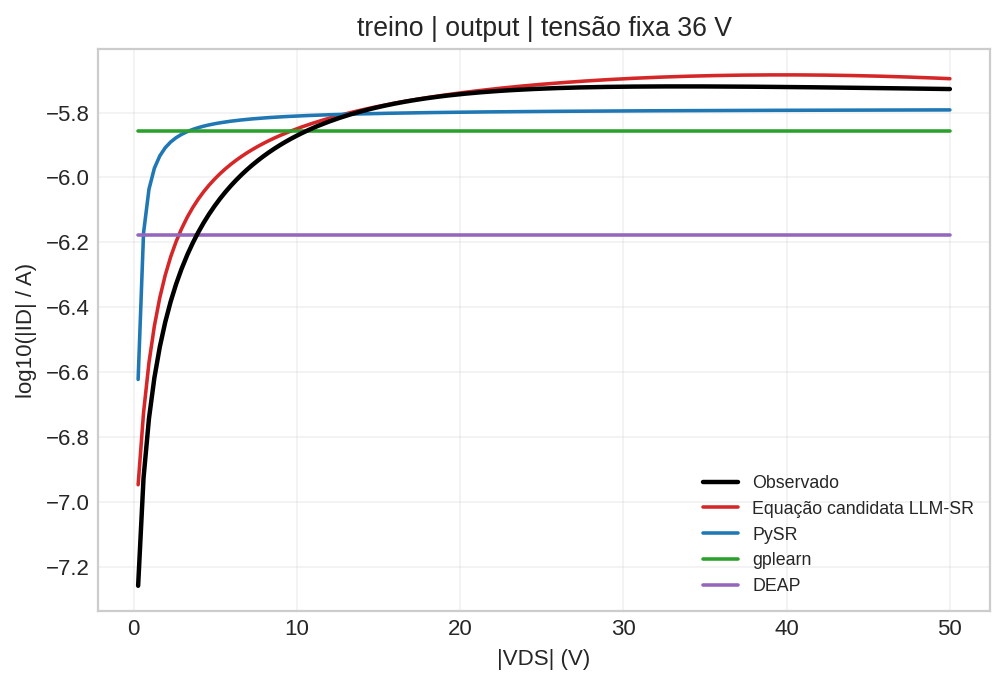 treino | output | tensão fixa 36 V
log10(|ID| / A)
−5.8
−6.0
−6.2
−6.4
−6.6
−6.8
−7.0
−7.2
0
10
20
30
40
50
|VDS| (V)
Observado
Equação candidata LLM-SR
PySR
gplearn
DEAP